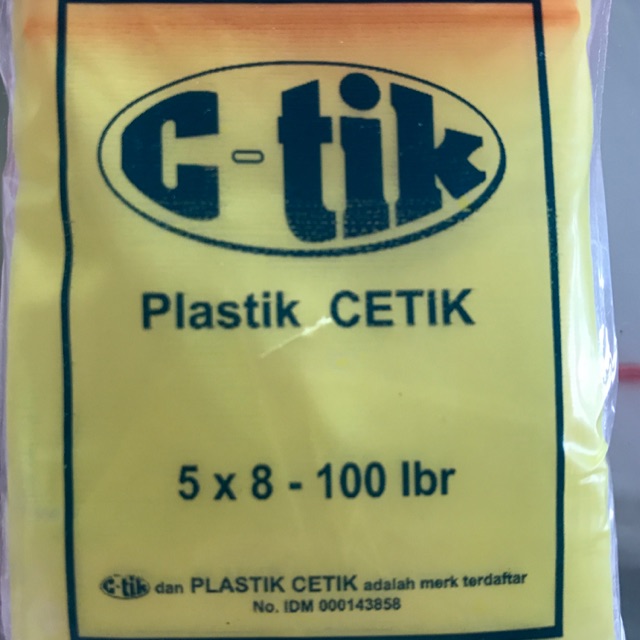 C-tik
Plastik CETIK
5 x 8 - 100 lbr
C-tik dan PLASTIK CETIK adalah merk terdaftar
No. IDM 000143858